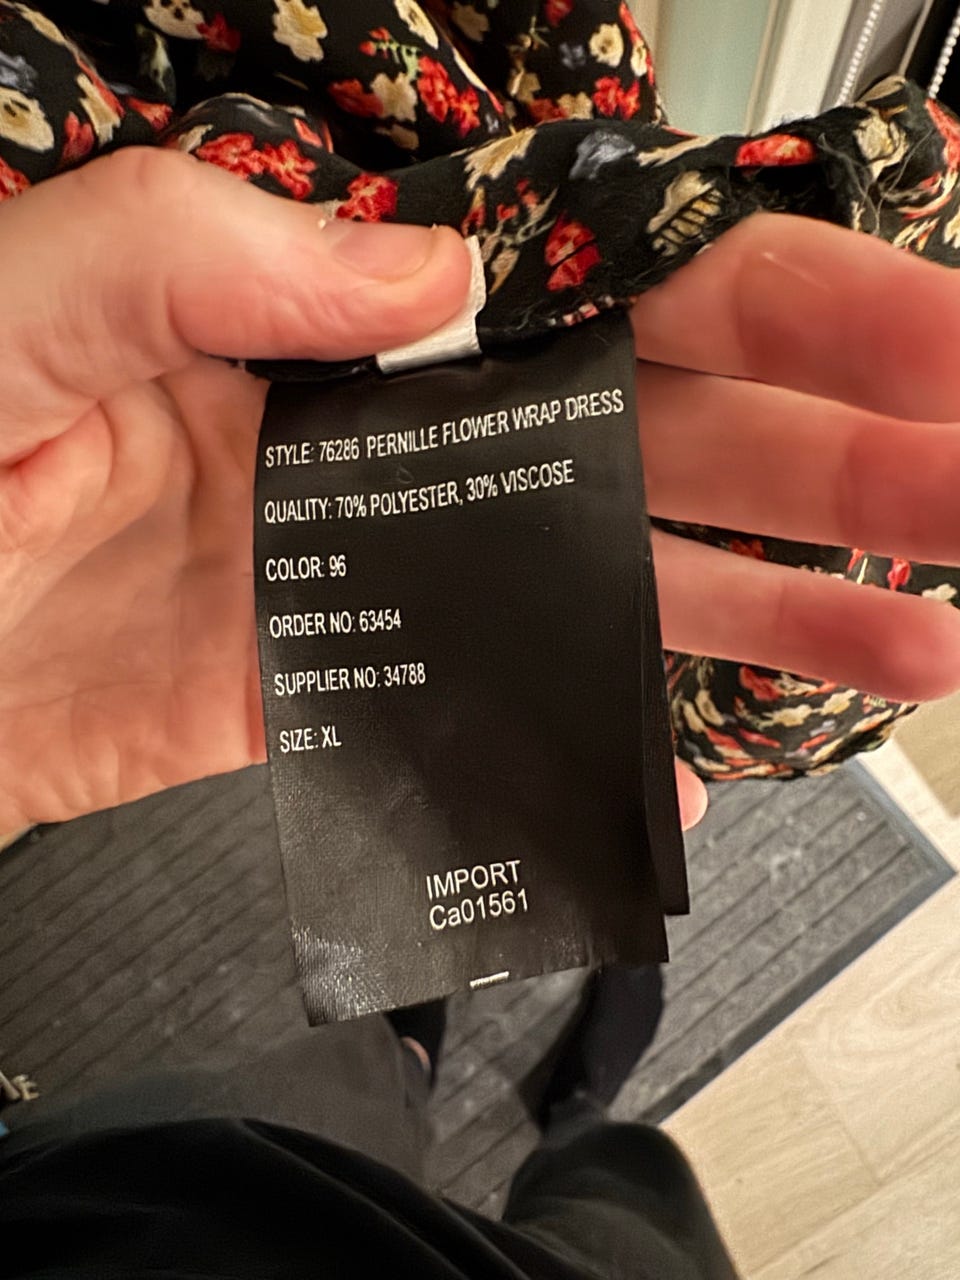 STYLE: 76286 PERNILLE FLOWER WRAP DRESS
QUALITY: 70% POLYESTER, 30% VISCOSE
COLOR: 96
ORDER NO: 63454
SUPPLIER NO: 34788
SIZE: XL
IMPORT
Ca01561